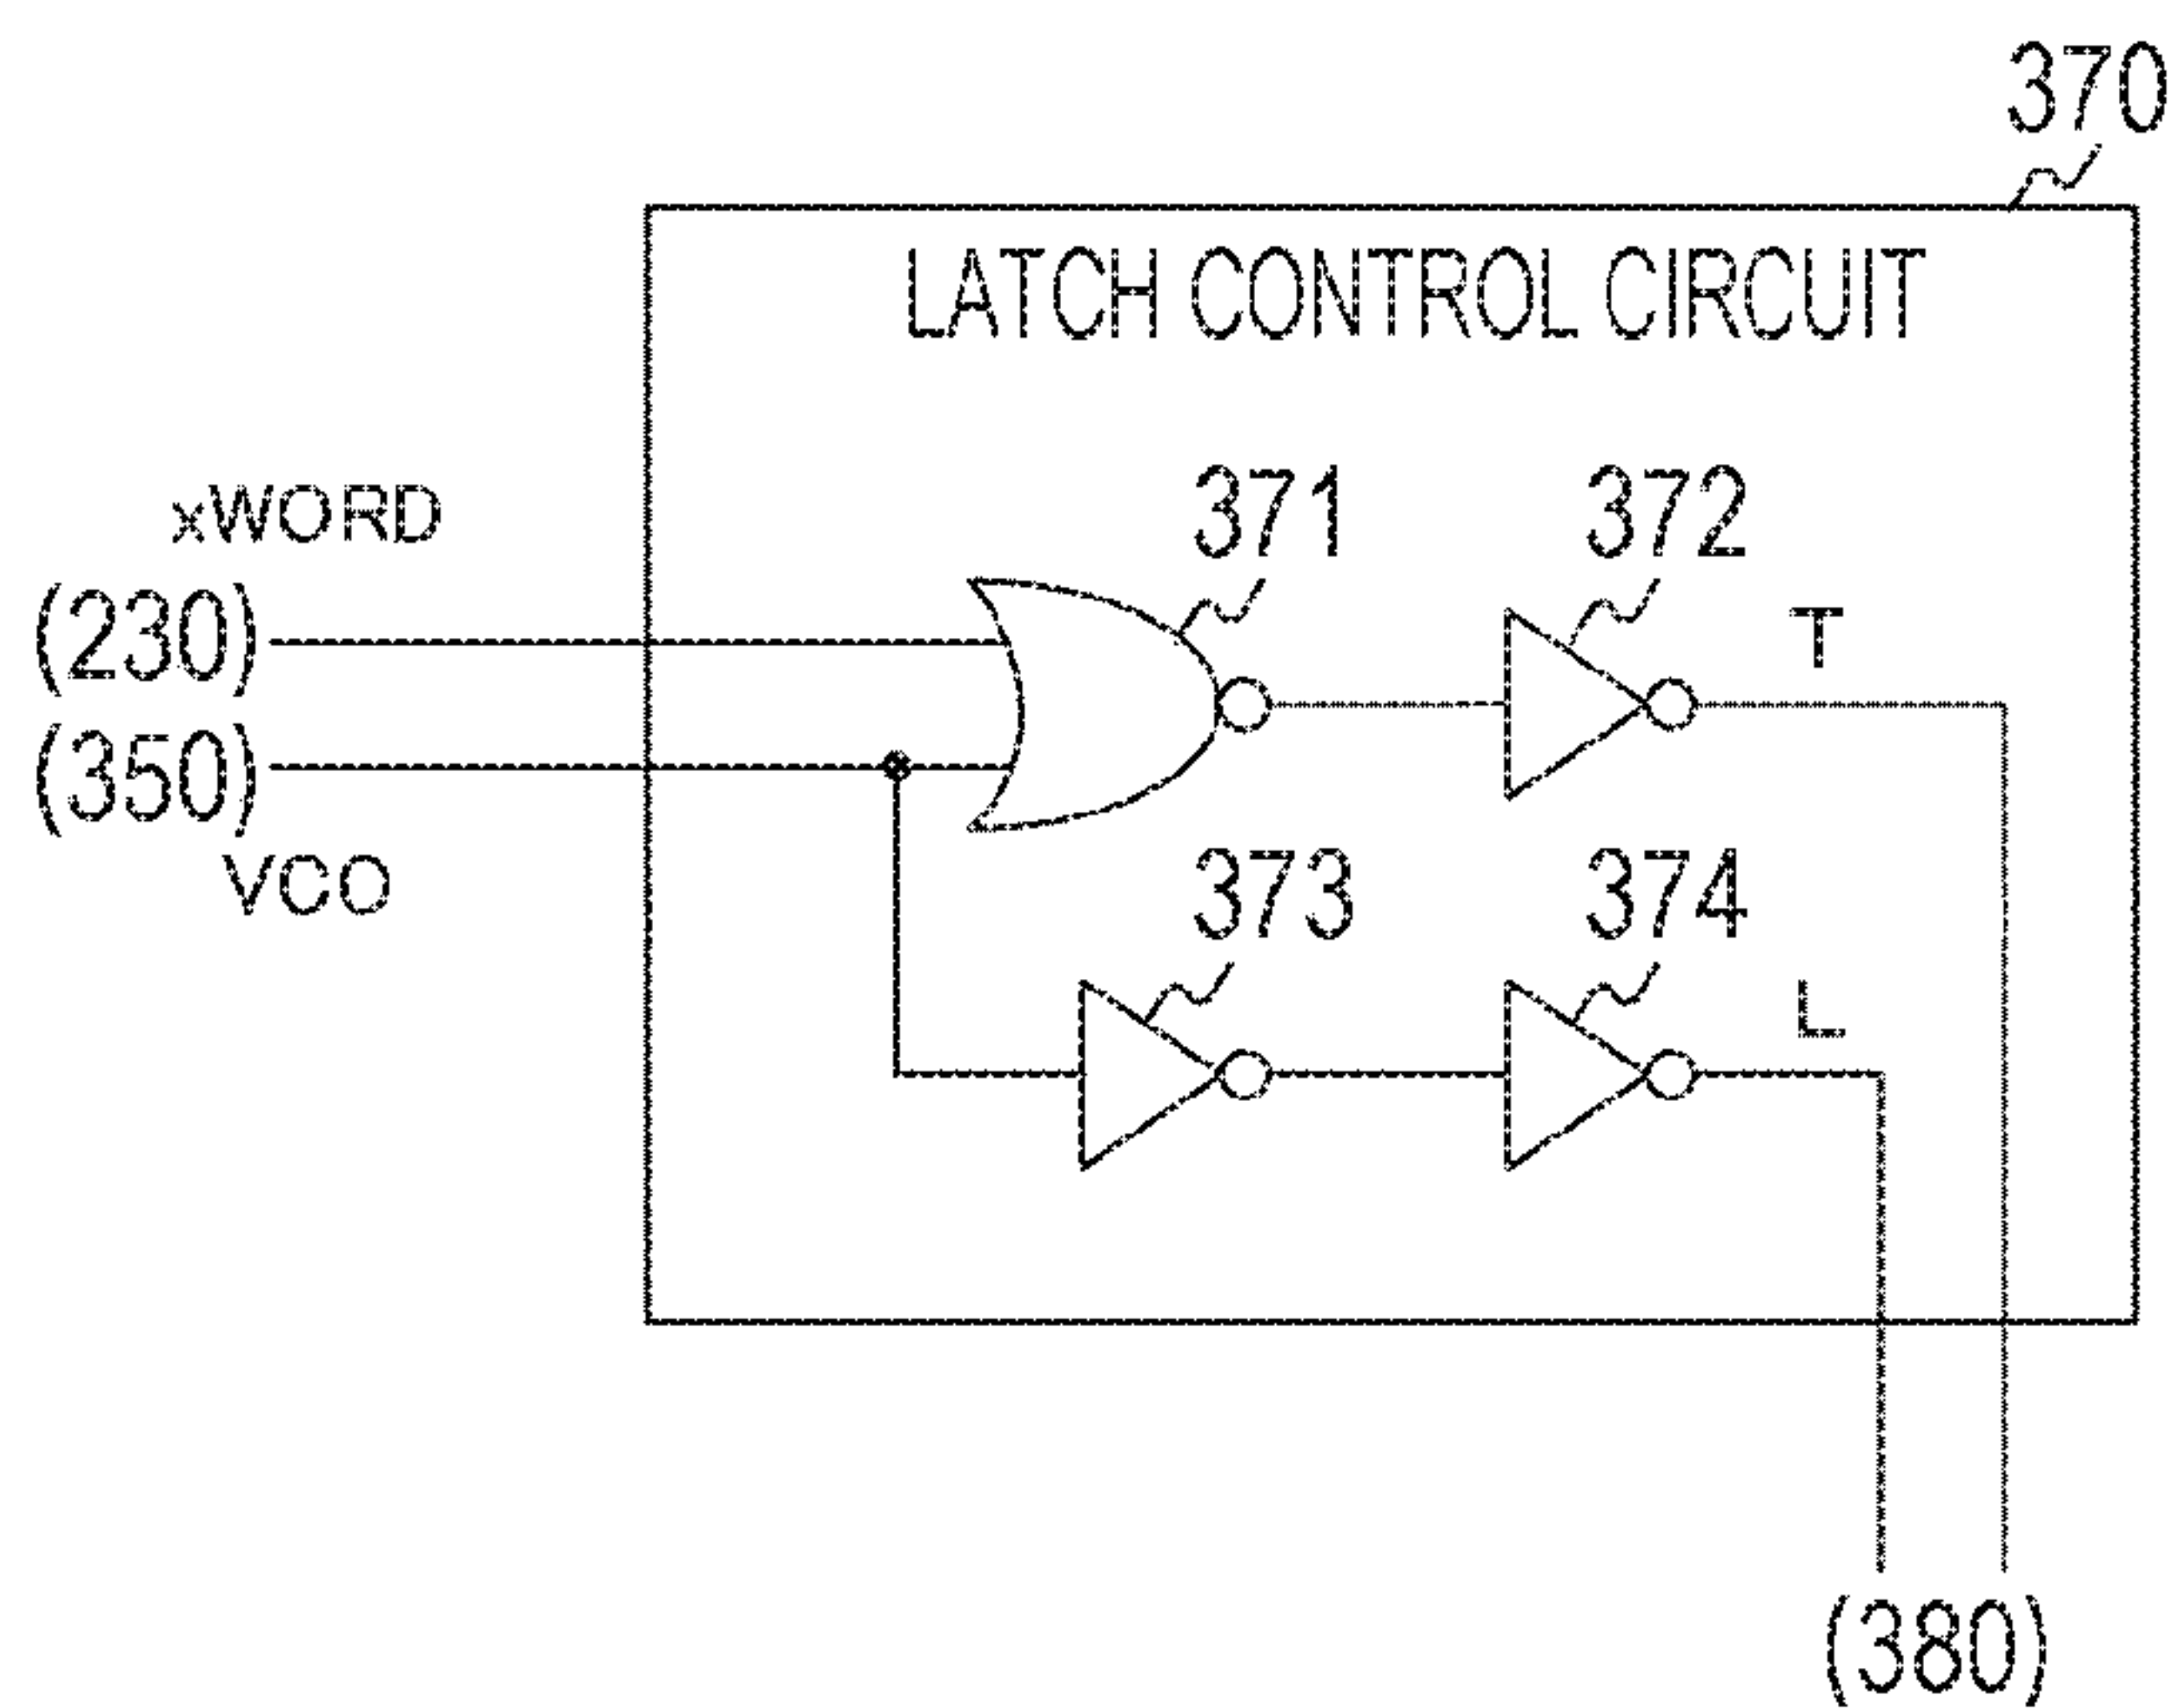 370
LATCH CONTROL CIRCUIT
xWORD
371
372
(230)
T
(350)
VCO
373
374
L
(380)